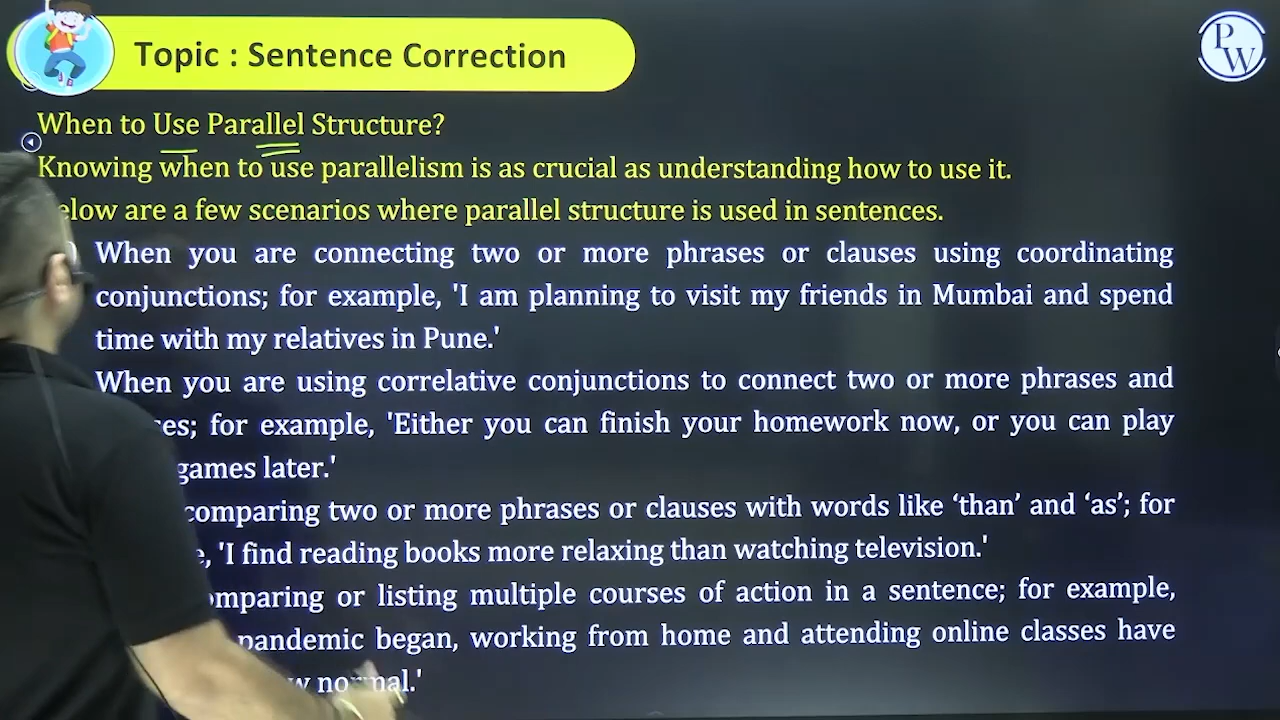 Topic : Sentence Correction
PW
When to Use Parallel Structure?
Knowing when to use parallelism is as crucial as understanding how to use it.
are a few scenarios where parallel structure is used in sentences.
When you are connecting two or more phrases or clauses using coordinating
conjunctions; for example, 'I am planning to visit my friends in Mumbai and spend
time with my relatives in Pune.'
When you are using correlative conjunctions to connect two or more phrases and
for example, 'Either you can finish your homework now, or you can play
games later.'
comparing two or more phrases or clauses with words like ‘than’ and ‘as’; for
'I find reading books more relaxing than watching television.'
or listing multiple courses of action in a sentence; for example,
pandemic began, working from home and attending online classes have
normal.'